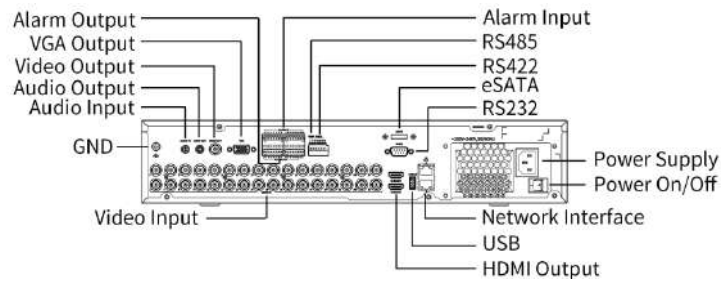 Alarm Output
VGA Output
Video Output
Audio Output
Audio Input
GND
Video Input
Alarm Input
RS485
RS422
eSATA
RS232
Power Supply
Power On/Off
Network Interface
USB
HDMI Output